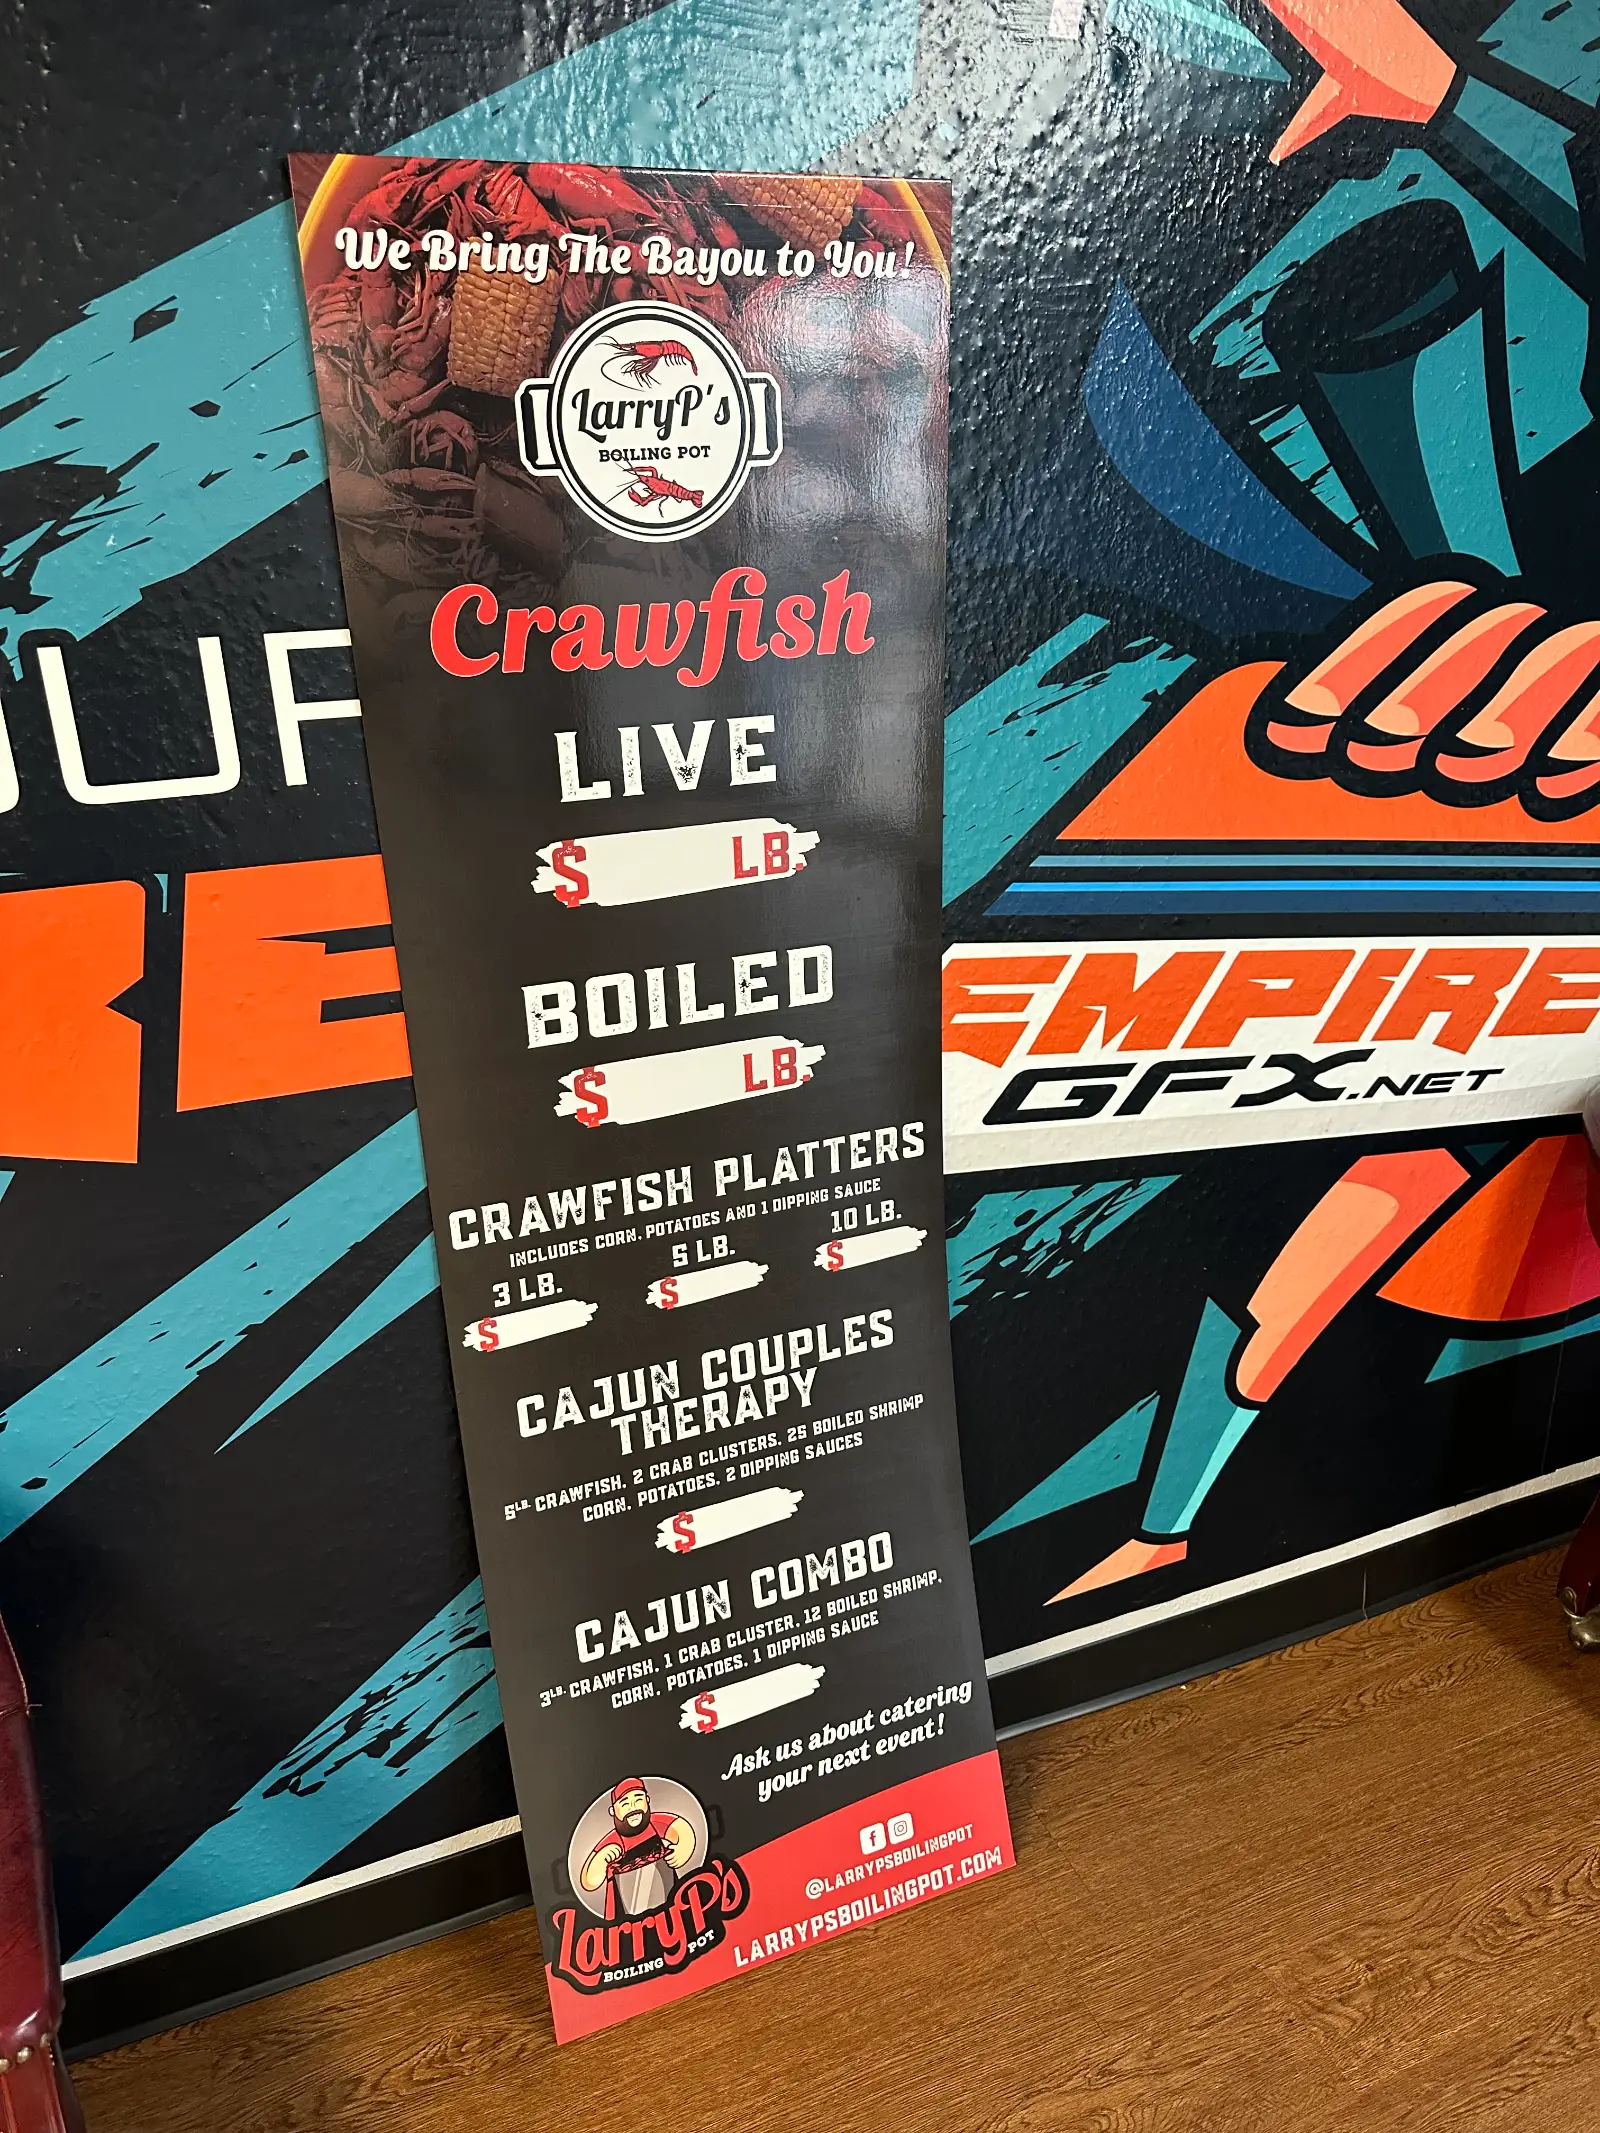 We Bring The Bayou to You!
LarryP's
BOILING POT
Crawfish
LIVE
$ LB.
BOILED
$ LB.
CRAWFISH PLATTERS
INCLUDES CORN, POTATOES AND 1 DIPPING SAUCE
3 LB. 5 LB. 10 LB.
$ $ $
CAJUN COUPLES
THERAPY
5LB. CRAWFISH, 2 CRAB CLUSTERS, 25 BOILED SHRIMP
CORN, POTATOES, 2 DIPPING SAUCES
$
CAJUN COMBO
3LB. CRAWFISH, 1 CRAB CLUSTER, 12 BOILED SHRIMP,
CORN, POTATOES, 1 DIPPING SAUCE
$
Ask us about catering
your next event!
LarryP's
BOILING POT
@LARRYPSBOILINGPOT
LARRYPSBOILINGPOT.COM
EMPIRE
GFX.NET